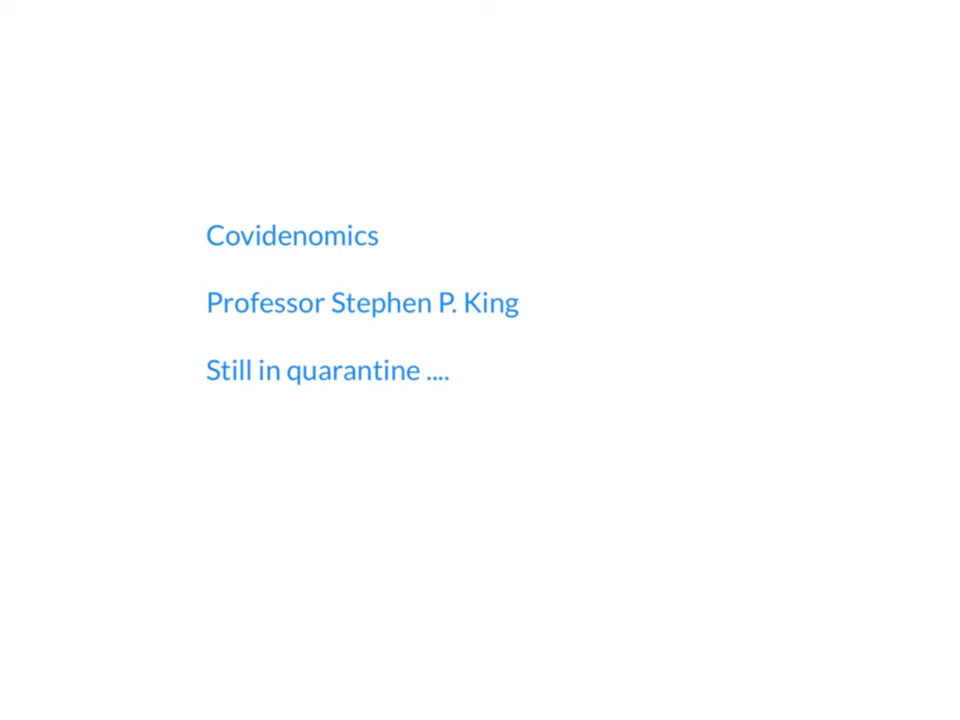 Covidenomics
Professor Stephen P. King
Still in quarantine ....